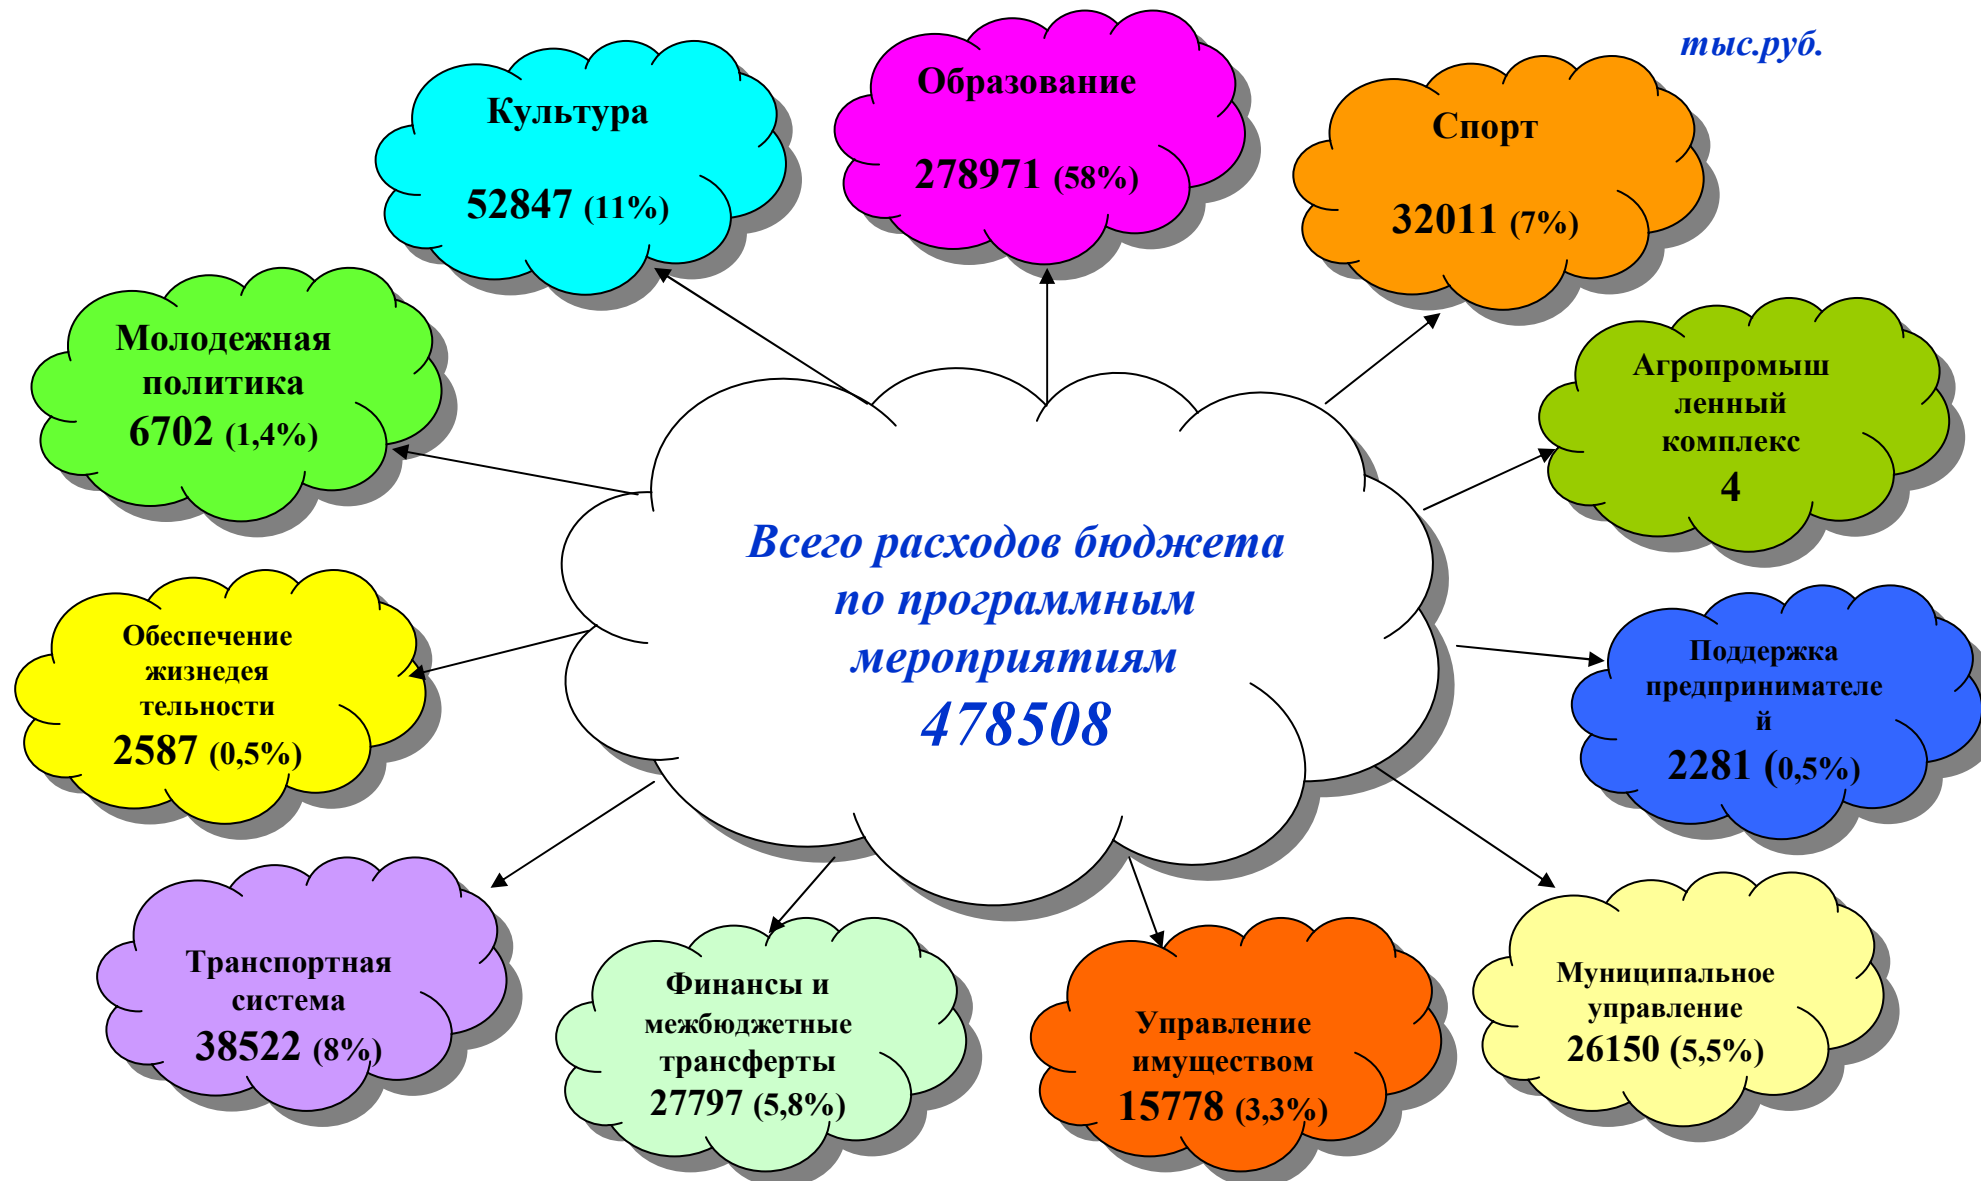 тыс.руб.
Культура
52847 (11%)
Образование
278971 (58%)
Спорт
32011 (7%)
Молодежная
политика
6702 (1,4%)
Агропромыш
ленный
комплекс
4
Всего расходов бюджета
по программным
мероприятиям
478508
Обеспечение
жизнедея
тельности
2587 (0,5%)
Поддержка
предпринимателе
й
2281 (0,5%)
Транспортная
система
38522 (8%)
Финансы и
межбюджетные
трансферты
27797 (5,8%)
Управление
имуществом
15778 (3,3%)
Муниципальное
управление
26150 (5,5%)